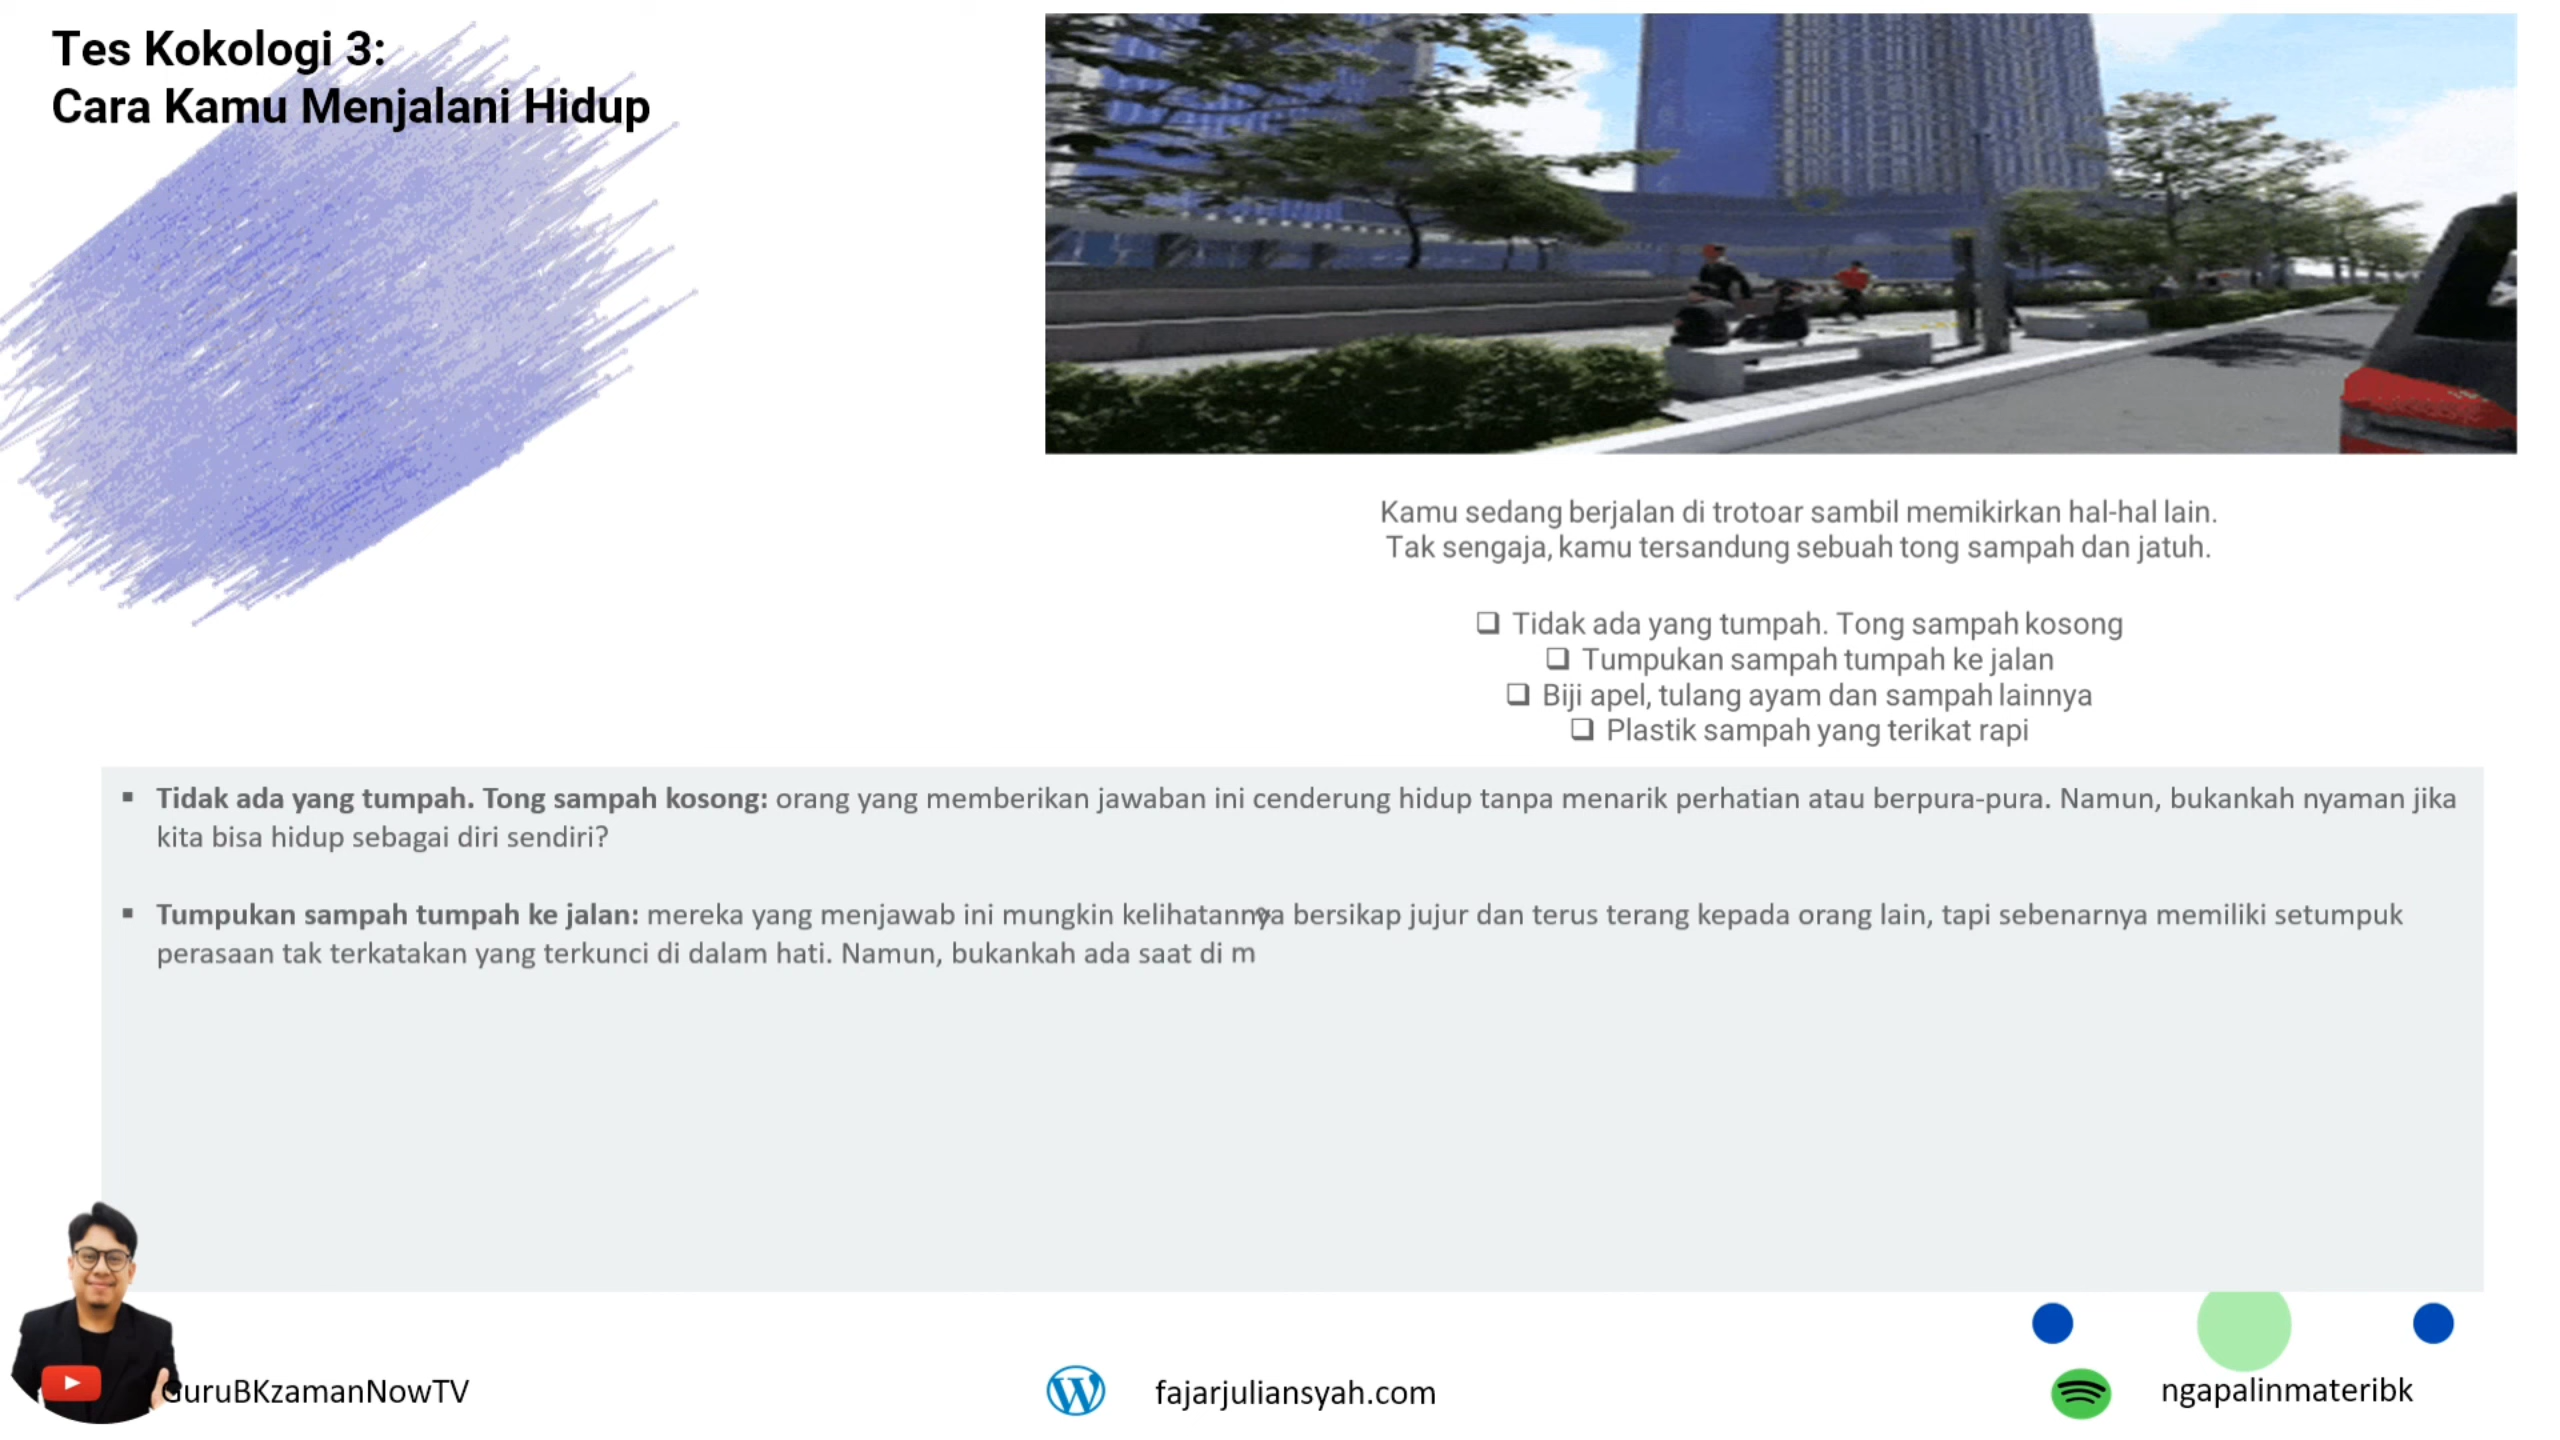 Tes Kokologi 3:
Cara Kamu Menjalani Hidup
Kamu sedang berjalan di trotoar sambil memikirkan hal-hal lain.
Tak sengaja, kamu tersandung sebuah tong sampah dan jatuh.
❑ Tidak ada yang tumpah. Tong sampah kosong
❑ Tumpukan sampah tumpah ke jalan
❑ Biji apel, tulang ayam dan sampah lainnya
❑ Plastik sampah yang terikat rapi
▪ Tidak ada yang tumpah. Tong sampah kosong: orang yang memberikan jawaban ini cenderung hidup tanpa menarik perhatian atau berpura-pura. Namun, bukankah nyaman jika
kita bisa hidup sebagai diri sendiri?
▪ Tumpukan sampah tumpah ke jalan: mereka yang menjawab ini mungkin kelihatannya bersikap jujur dan terus terang kepada orang lain, tapi sebenarnya memiliki setumpuk
perasaan tak terkatakan yang terkunci di dalam hati. Namun, bukankah ada saat di m
GuruBKzamanNowTV
fajarjuliansyah.com
ngapalinmateribk